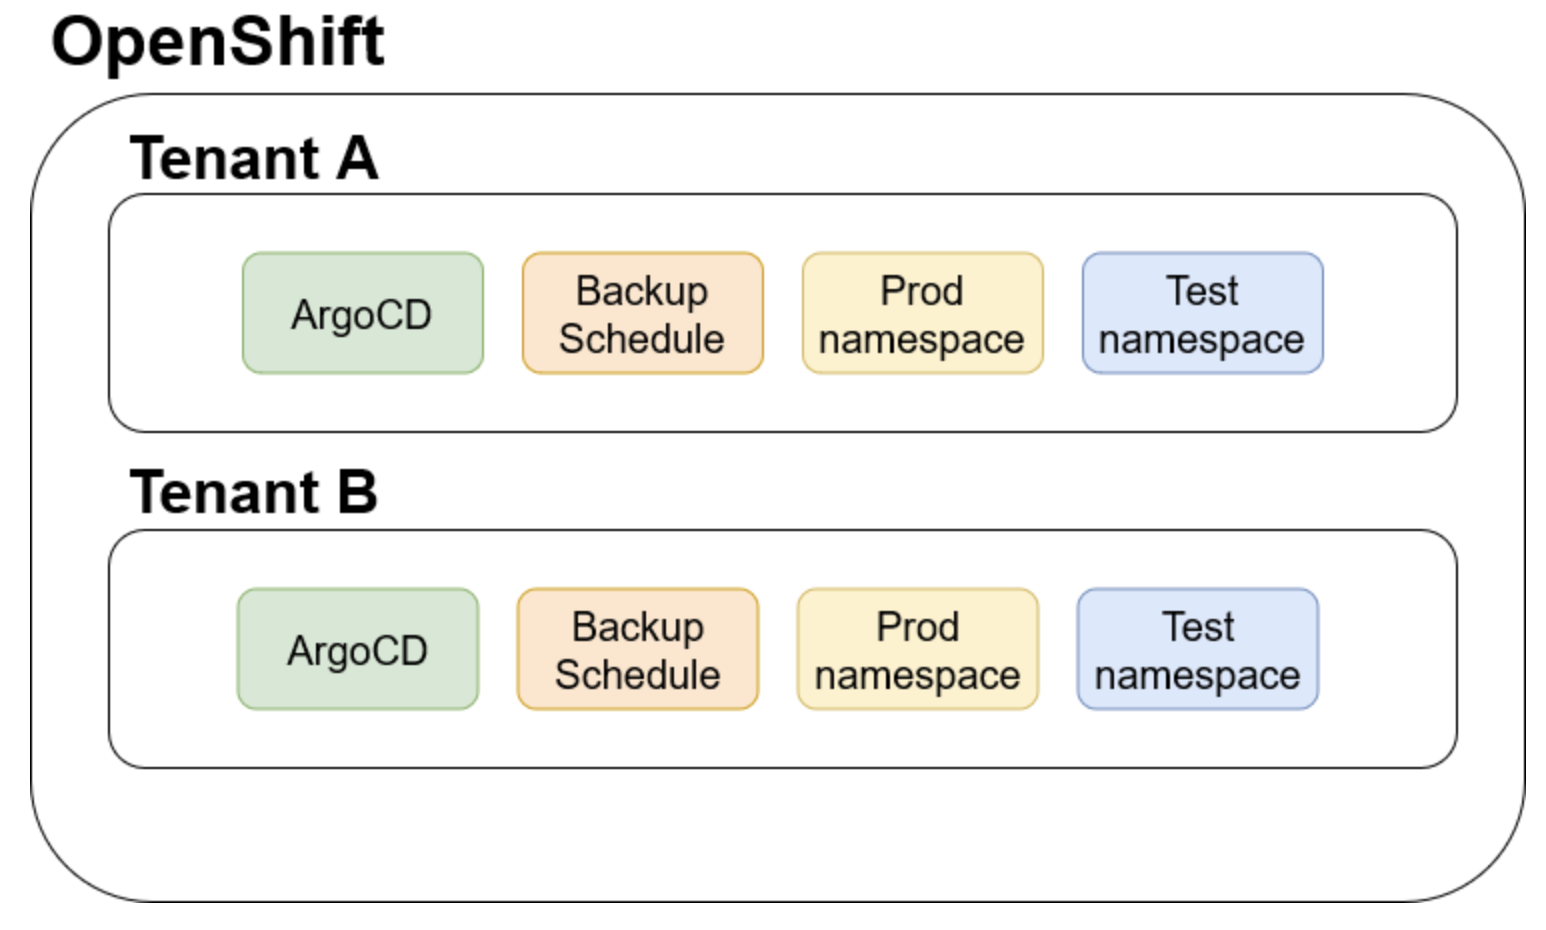 OpenShift
Tenant A
ArgoCD
Backup
Schedule
Prod
namespace
Test
namespace
Tenant B
ArgoCD
Backup
Schedule
Prod
namespace
Test
namespace